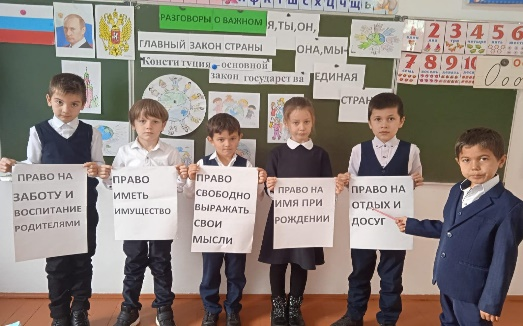 РАЗГОВОРЫ О ВАЖНОМ
ГЛАВНЫЙ ЗАКОН СТРАНЫ
Конституция - основной
закон государства
Я,ТЫ,ОН,
ОНА,МЫ-
ЕДИНАЯ
СТРАН
1 2 3 4 5 6
7 8 9 10
ПРАВО НА
ЗАБОТУ И
ВОСПИТАНИЕ
РОДИТЕЛЯМИ
ПРАВО
ИМЕТЬ
ИМУЩЕСТВО
ПРАВО
СВОБОДНО
ВЫРАЖАТЬ
СВОИ
МЫСЛИ
ПРАВО НА
ИМЯ ПРИ
РОЖДЕНИИ
ПРАВО НА
ОТДЫХ И
ДОСУГ